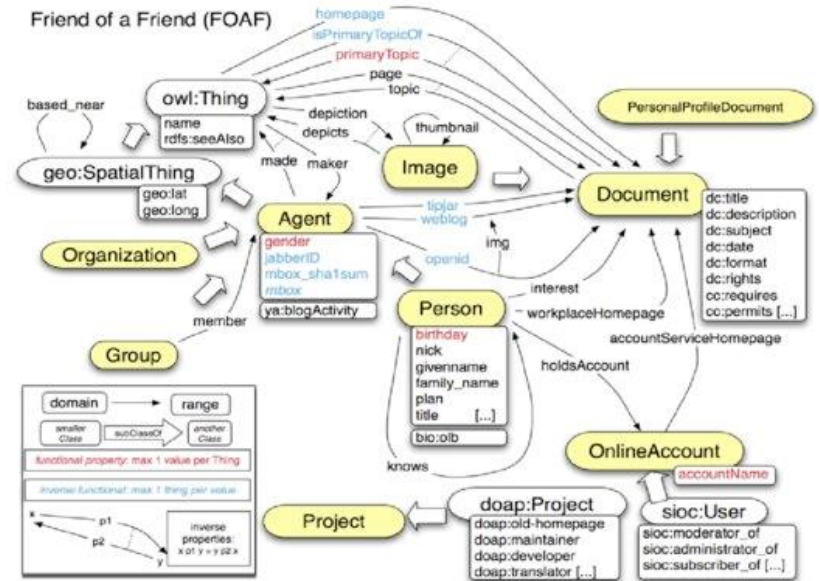 Friend of a Friend (FOAF)
homepage
isPrimaryTopicOf
primaryTopic
page
topic
based_near
owl:Thing
name
rdfs:seeAlso
depiction
depicts
thumbnail
Image
PersonalProfileDocument
geo:SpatialThing
geo:lat
geo:long
made
maker
Document
dc:title
dc:description
dc:subject
dc:date
dc:format
dc:rights
cc:requires
cc:permits [...]
Agent
gender
jabberID
mbox_sha1sum
mbox
ya:blogActivity
tipjar
weblog
img
openid
Organization
member
Group
Person
birthday
nick
givenname
family_name
plan
title [...]
bio:olb
interest
workplaceHomepage
accountServiceHomepage
holdsAccount
knows
OnlineAccount
accountName
domain
range
smaller
Class
subClassOf
another
Class
functional property: max 1 value per Thing
inverse functional: max 1 thing per value
x
p1
p2
y
inverse
properties:
x p1 y = y p2 x
Project
doap:Project
doap:old-homepage
doap:maintainer
doap:developer
doap:translator [...]
sioc:User
sioc:moderator_of
sioc:administrator_of
sioc:subscriber_of [...]